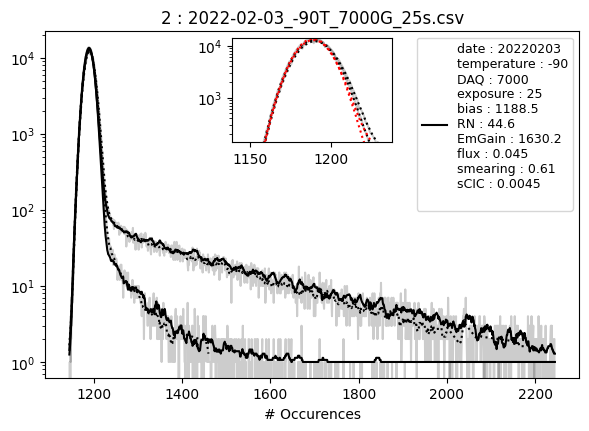 2 : 2022-02-03_-90T_7000G_25s.csv
date : 20220203
temperature : -90
DAQ : 7000
exposure : 25
bias : 1188.5
RN : 44.6
EmGain : 1630.2
flux : 0.045
smearing : 0.61
sCIC : 0.0045
10^4
10^3
1150 1200
10^4
10^3
10^2
10^1
10^0
1200 1400 1600 1800 2000 2200
# Occurences